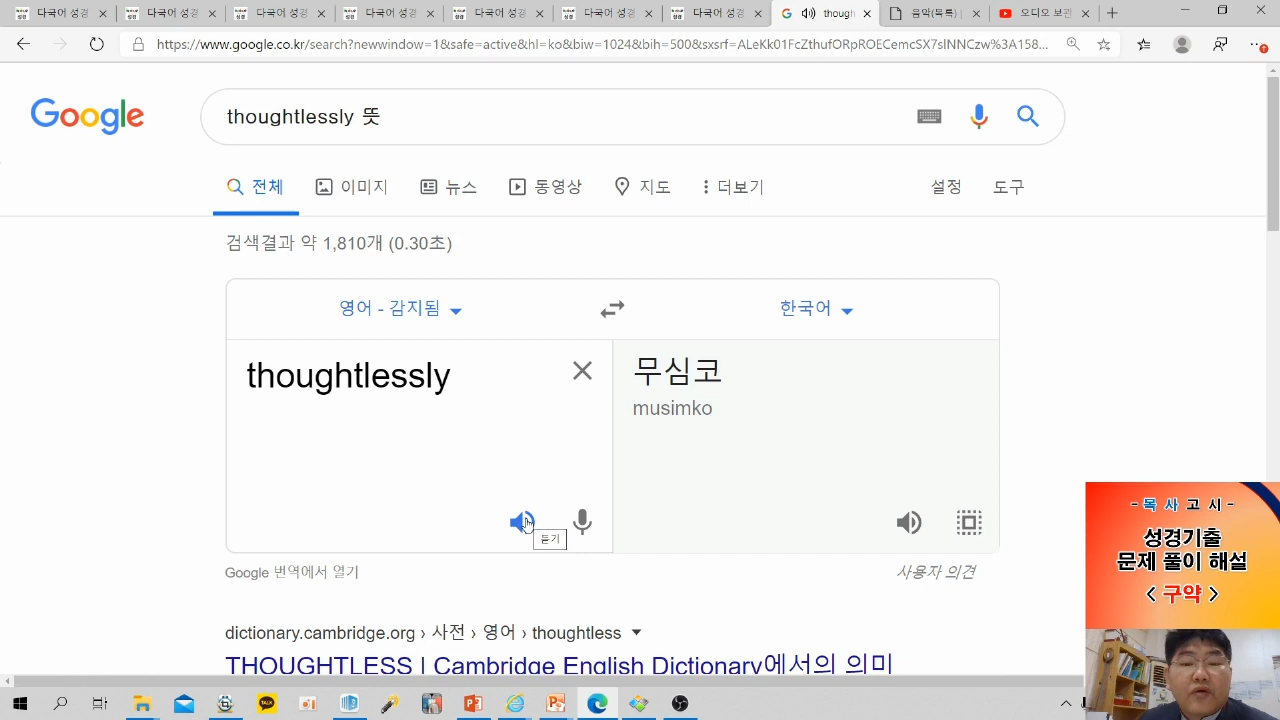 다국어 성경
다국어 성경
다국어 성경
다국어 성경
다국어 성경
다국어 성경
다국어 성경
though
음악(목록)
오디오 보관
https://www.google.co.kr/search?newwindow=1&safe=active&hl=ko&biw=1024&bih=500&sxsrf=ALeKk01FcZthufORpROECemcSX7slNNCzw%3A158...
Google
thoughtlessly 뜻
전체
이미지
뉴스
동영상
지도
더보기
설정
도구
검색결과 약 1,810개 (0.30초)
영어 - 감지됨
한국어
thoughtlessly
무심코
musimko
듣기
Google 번역에서 열기
사용자 의견
dictionary.cambridge.org › 사전 › 영어 › thoughtless
THOUGHTLESS | Cambridge English Dictionary에서의 의미
- 목 사 고 시 -
성경기출
문제 풀이 해설
< 구약 >
TALK